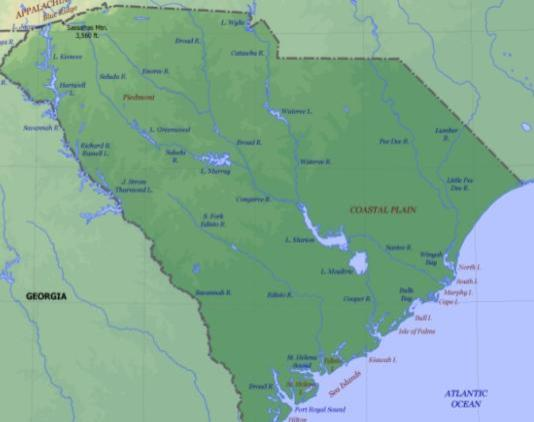 APPALACHIAN
Blue Ridge
Sassafras Mtn.
3,560 ft.
L. Wylie
Broad R.
Catawba R.
L. Keowee
Saluda R.
Enoree R.
Hartwell
L.
Piedmont
Wateree L.
Savannah R.
L. Greenwood
Lumber
R.
Richard B.
Russell L.
Saluda
R.
Broad R.
Pee Dee R.
L. Murray
Wateree R.
J. Strom
Thurmond L.
Little Pee
Dee R.
Congaree R.
COASTAL PLAIN
S. Fork
Edisto R.
L. Marion
Santee R.
Winyah
Bay
North I.
L. Moultrie
South I.
GEORGIA
Savannah R.
Edisto R.
Cooper R.
Bulls
Bay
Murphy I.
Cape I.
Bull I.
Isle of Palms
St. Helena
Sound
Edisto
I.
Kiawah I.
Broad R.
St. Helena
I.
Sea Islands
ATLANTIC
OCEAN
Port Royal Sound
Hilton